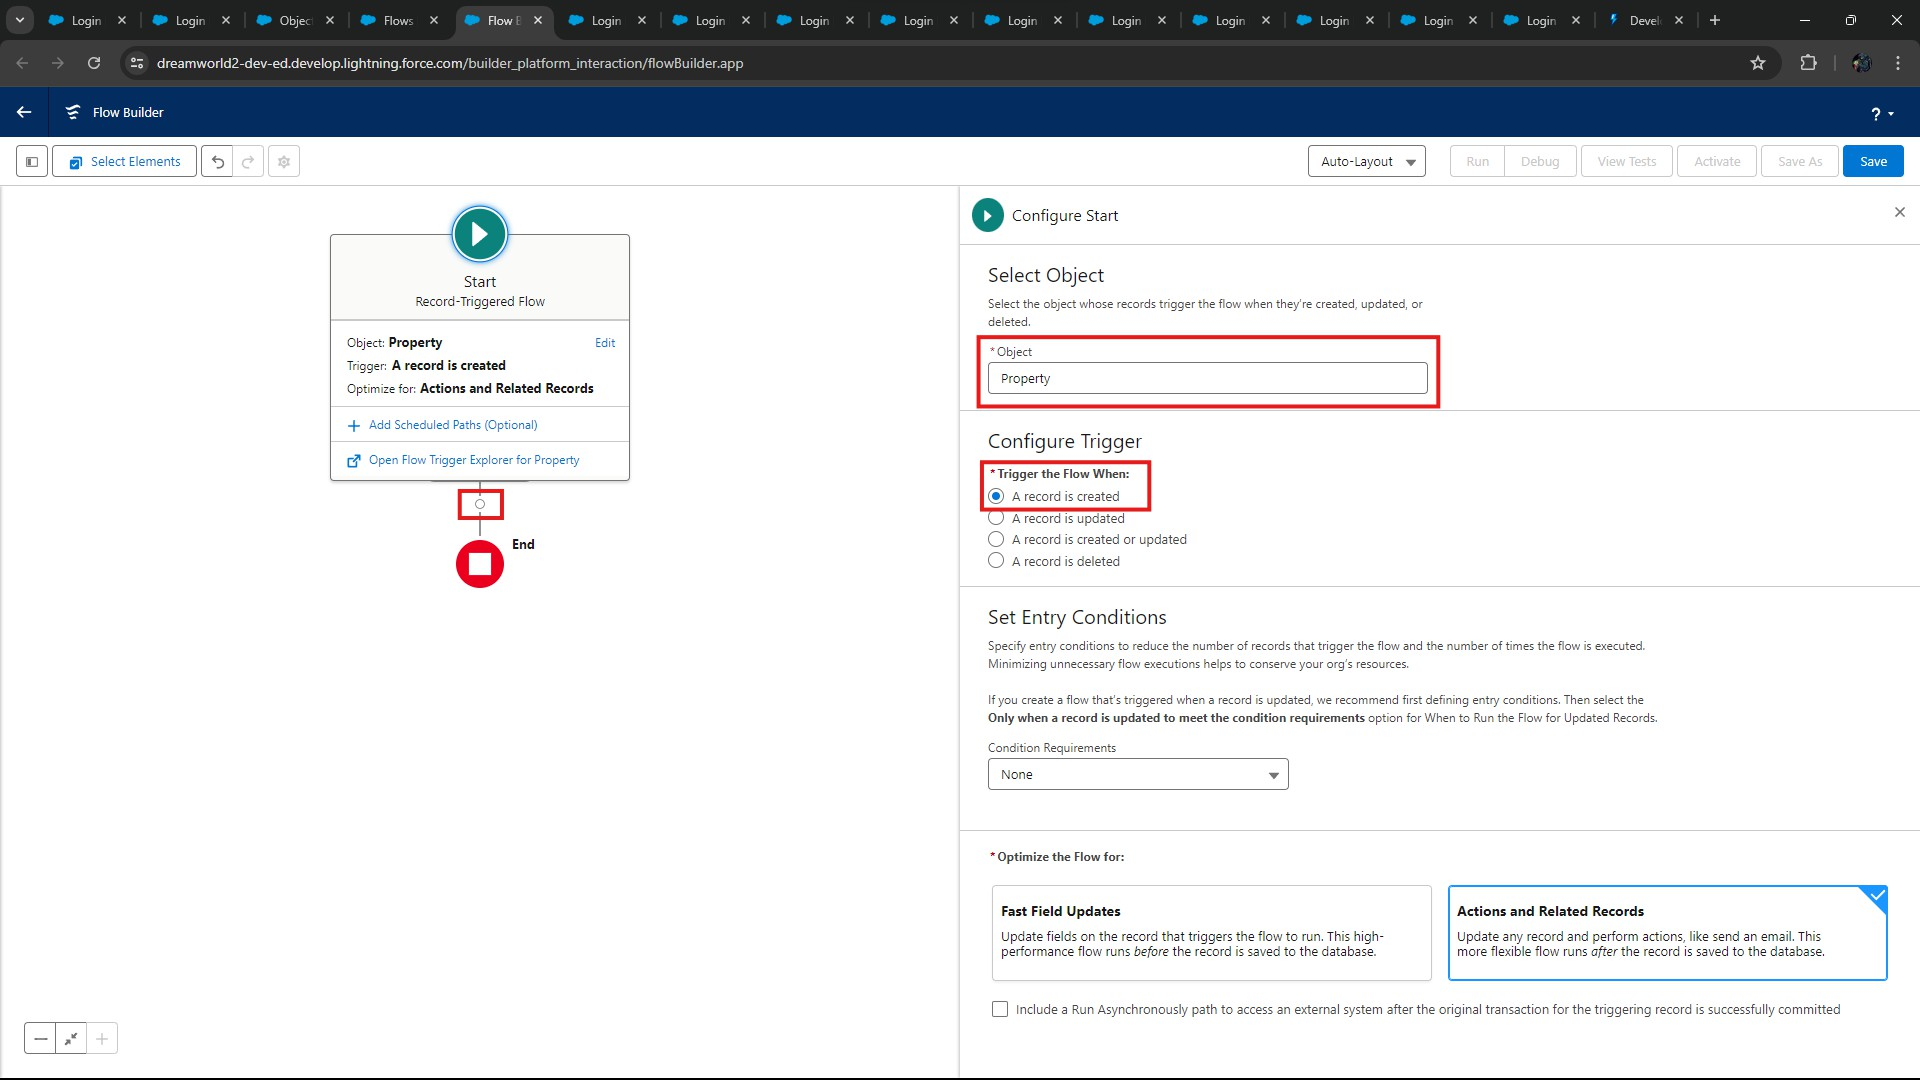 Login
Login
Objec
Flows
Flow B
Login
Login
Login
Login
Login
Login
Login
Login
Login
Login
Devel
dreamworld2-dev-ed.develop.lightning.force.com/builder_platform_interaction/flowBuilder.app
Flow Builder
?
Select Elements
Auto-Layout
Run
Debug
View Tests
Activate
Save As
Save
Start
Record-Triggered Flow
Object: Property
Edit
Trigger: A record is created
Optimize for: Actions and Related Records
Add Scheduled Paths (Optional)
Open Flow Trigger Explorer for Property
End
Configure Start
Select Object
Select the object whose records trigger the flow when they're created, updated, or
deleted.
*Object
Property
Configure Trigger
*Trigger the Flow When:
A record is created
A record is updated
A record is created or updated
A record is deleted
Set Entry Conditions
Specify entry conditions to reduce the number of records that trigger the flow and the number of times the flow is executed.
Minimizing unnecessary flow executions helps to conserve your org's resources.
If you create a flow that's triggered when a record is updated, we recommend first defining entry conditions. Then select the
Only when a record is updated to meet the condition requirements option for When to Run the Flow for Updated Records.
Condition Requirements
None
*Optimize the Flow for:
Fast Field Updates
Update fields on the record that triggers the flow to run. This high-
performance flow runs before the record is saved to the database.
Actions and Related Records
Update any record and perform actions, like send an email. This
more flexible flow runs after the record is saved to the database.
Include a Run Asynchronously path to access an external system after the original transaction for the triggering record is successfully committed